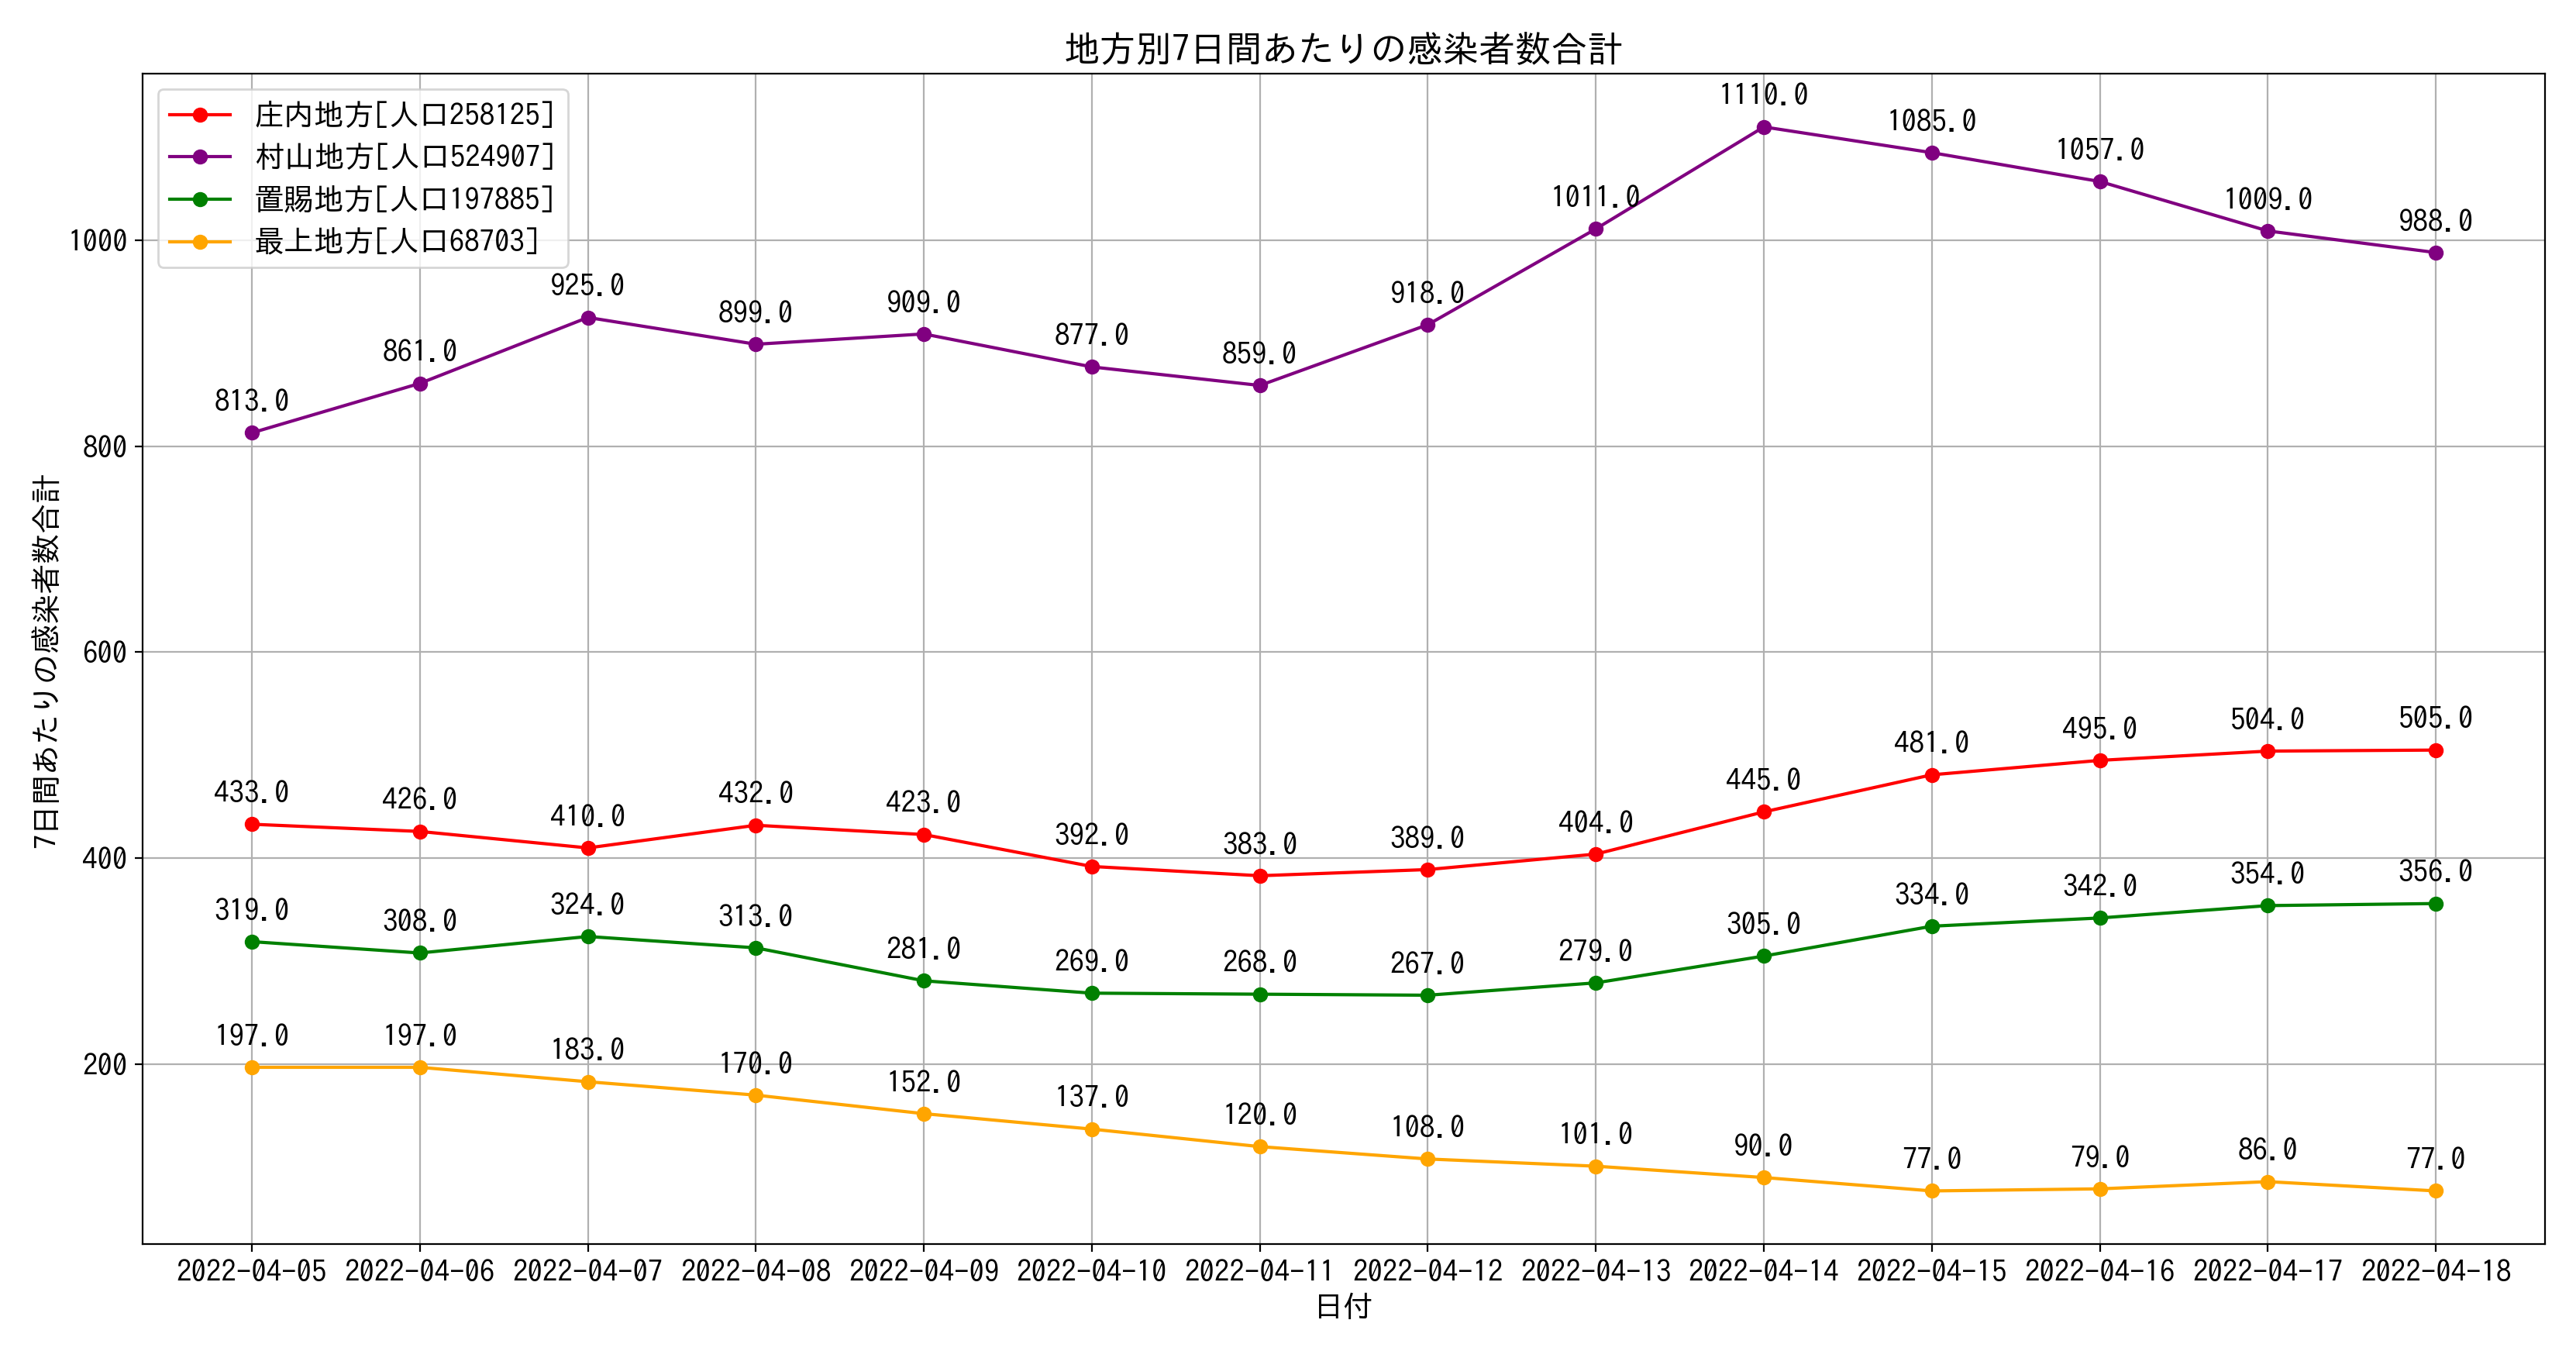 地方別7日間あたりの感染者数合計
庄内地方[人口258125]
村山地方[人口524907]
置賜地方[人口197885]
最上地方[人口68703]
7日間あたりの感染者数合計
1000
800
600
400
200
813.0 861.0 925.0 899.0 909.0 877.0 859.0 918.0 1011.0 1110.0 1085.0 1057.0 1009.0 988.0
433.0 426.0 410.0 432.0 423.0 392.0 383.0 389.0 404.0 445.0 481.0 495.0 504.0 505.0
319.0 308.0 324.0 313.0 281.0 269.0 268.0 267.0 279.0 305.0 334.0 342.0 354.0 356.0
197.0 197.0 183.0 170.0 152.0 137.0 120.0 108.0 101.0 90.0 77.0 79.0 86.0 77.0
2022-04-05 2022-04-06 2022-04-07 2022-04-08 2022-04-09 2022-04-10 2022-04-11 2022-04-12 2022-04-13 2022-04-14 2022-04-15 2022-04-16 2022-04-17 2022-04-18
日付